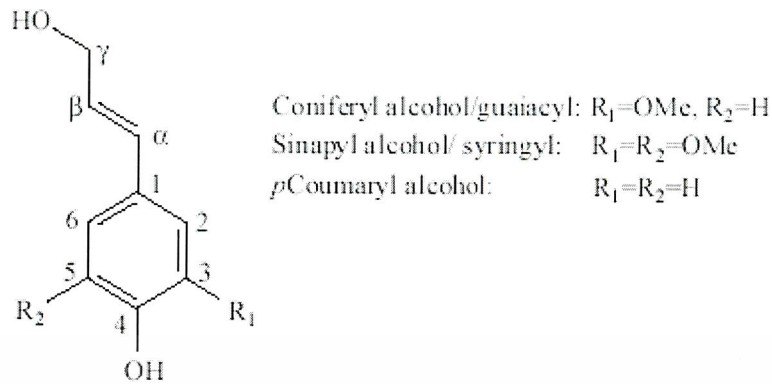 HO
γ
β
α
Coniferyl alcohol/guaiacyl: R₁=OMe, R₂=H
Sinapyl alcohol/ syringyl: R₁=R₂=OMe
pCoumaryl alcohol: R₁=R₂=H
1
6 2
5 3
R₂ 4 R₁
OH